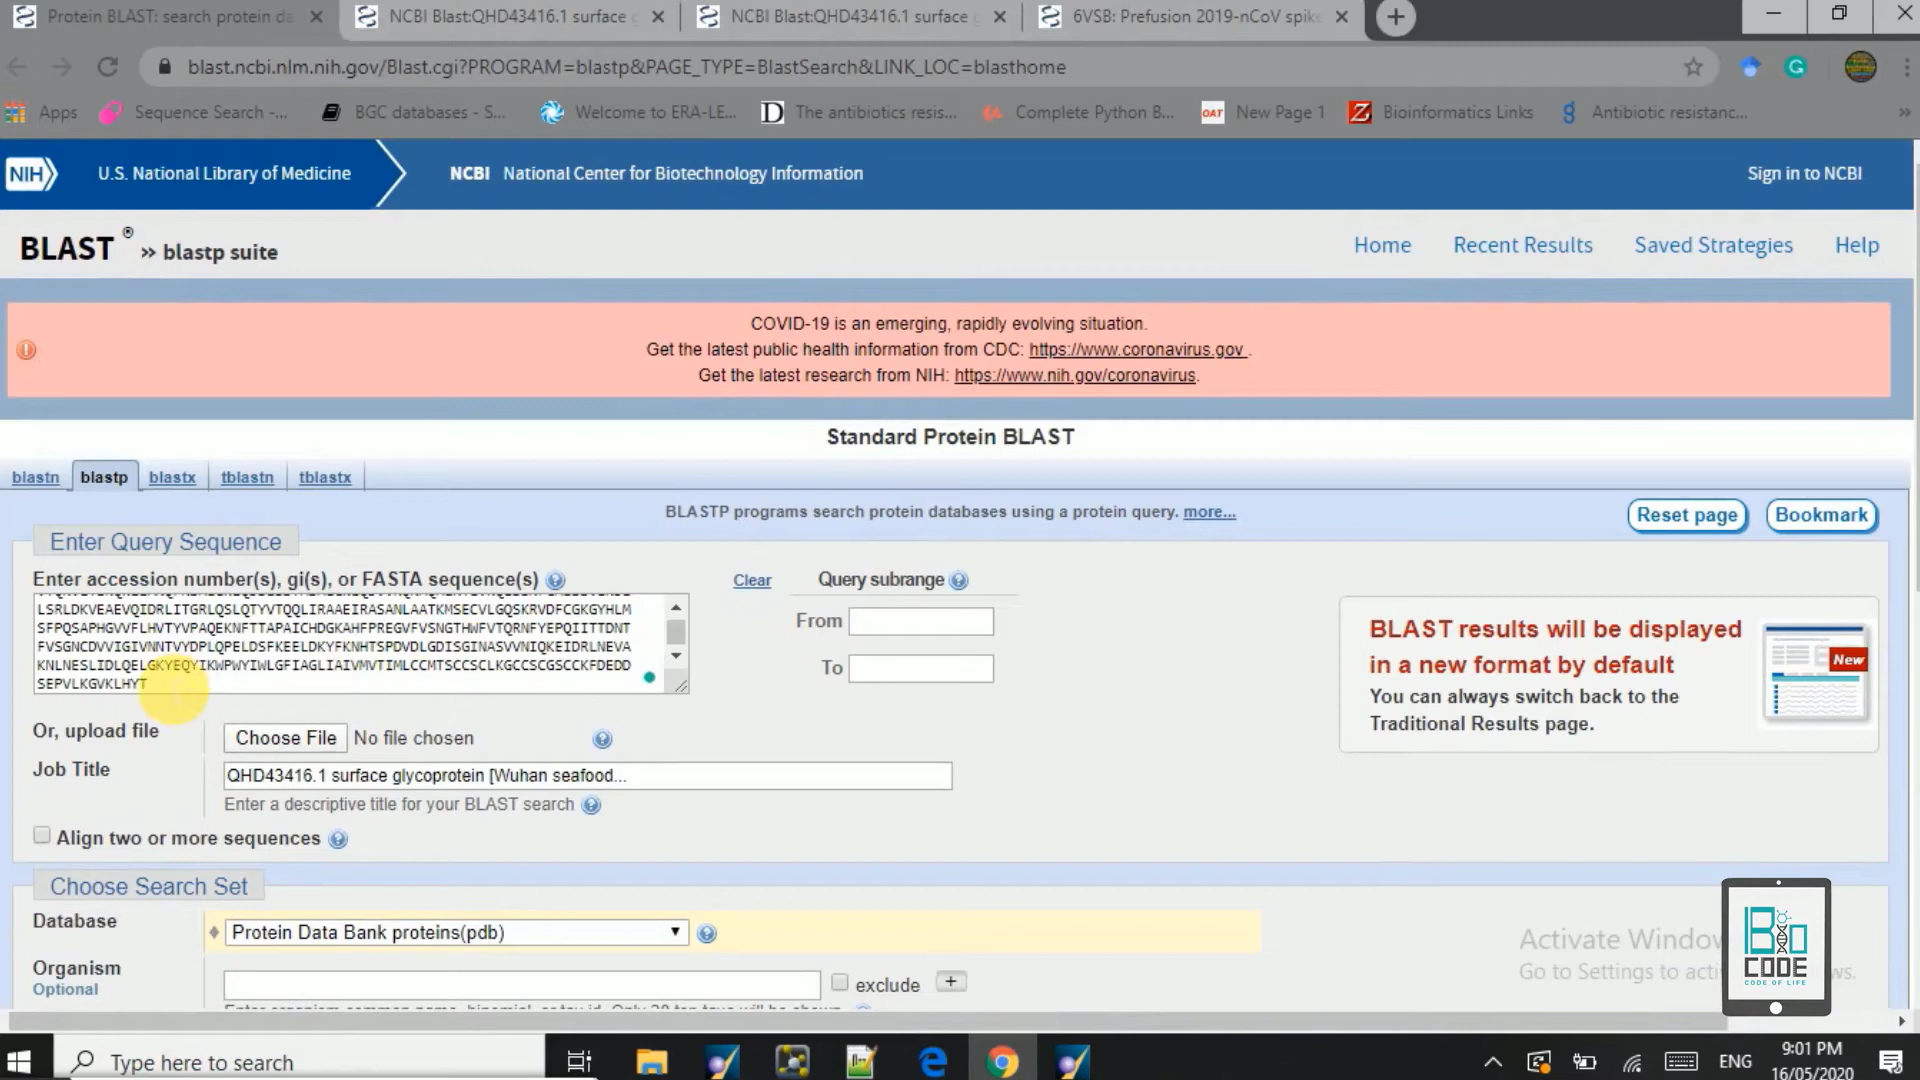 Protein BLAST: search protein da
NCBI Blast:QHD43416.1 surface g
NCBI Blast:QHD43416.1 surface g
6VSB: Prefusion 2019-nCoV spike
blast.ncbi.nlm.nih.gov/Blast.cgi?PROGRAM=blastp&PAGE_TYPE=BlastSearch&LINK_LOC=blasthome
Apps
Sequence Search -...
BGC databases - S...
Welcome to ERA-LE...
The antibiotics resis...
Complete Python B...
New Page 1
Bioinformatics Links
Antibiotic resistanc...
NIH
U.S. National Library of Medicine
NCBI National Center for Biotechnology Information
Sign in to NCBI
BLAST ® » blastp suite
Home
Recent Results
Saved Strategies
Help
COVID-19 is an emerging, rapidly evolving situation.
Get the latest public health information from CDC: https://www.coronavirus.gov .
Get the latest research from NIH: https://www.nih.gov/coronavirus.
Standard Protein BLAST
blastn
blastp
blastx
tblastn
tblastx
BLASTP programs search protein databases using a protein query. more...
Reset page
Bookmark
Enter Query Sequence
Enter accession number(s), gi(s), or FASTA sequence(s)
Clear
Query subrange
LSRLDKVEAEVQIDRLITGRLQSLQTYVTQQLIRAAEIRASANLAATKMSECVLGQSKRVDFCGKGYHLM
SFPQSAPHGVVFLHVTYVPAQEKNFTTAPAICHDGKAHFPREGVFVSNGTHWFVTQRNFYEPQIITTDNT
FVSGNCDVVIGIVNNTVYDPLQPELDSFKEELDKYFKNHTSPDVDLGDISGINASVVNIQKEIDRLNEVA
KNLNESLIDLQELGKYEQYIKWPWYIWLGFIAGLIAIVMVTIMLCCMTSCCSCLKGCCSCGSCCKFDEDD
SEPVLKGVKLHYT
From
To
BLAST results will be displayed
in a new format by default
You can always switch back to the
Traditional Results page.
New
Or, upload file
Choose File No file chosen
Job Title
QHD43416.1 surface glycoprotein [Wuhan seafood...
Enter a descriptive title for your BLAST search
Align two or more sequences
Choose Search Set
Database
Protein Data Bank proteins(pdb)
Organism
Optional
exclude
+
Activate Window
Go to Settings to acti
BIO
CODE
CODE OF LIFE
Type here to search
ENG
9:01 PM
16/05/2020